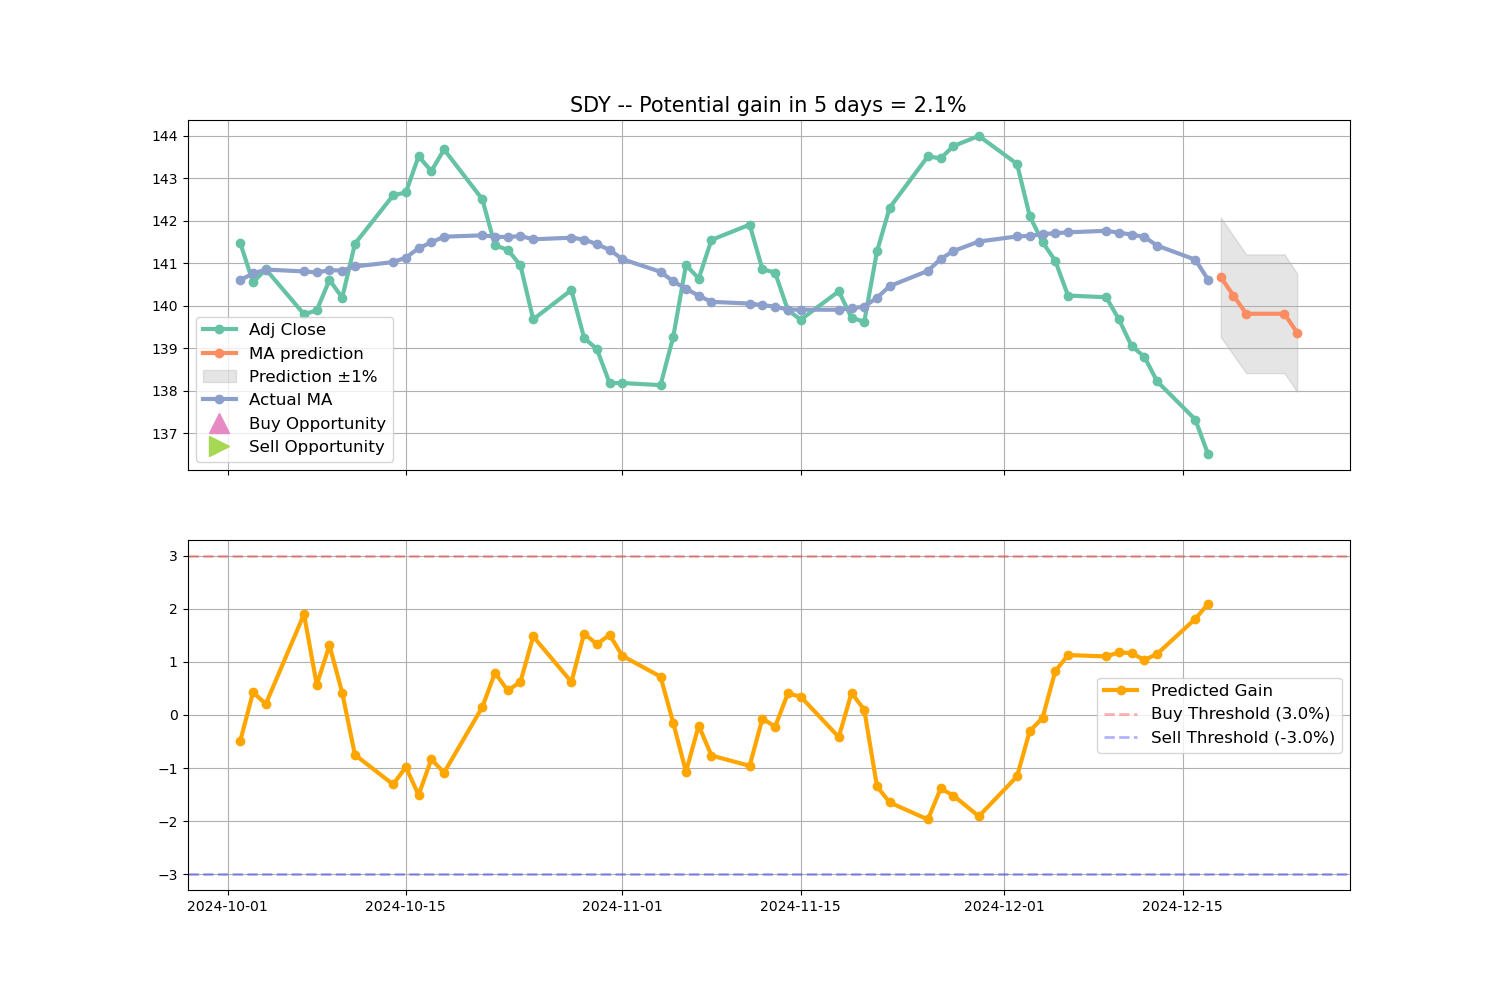 SDY -- Potential gain in 5 days = 2.1%
144
143
142
141
140
139
138
137
Adj Close
MA prediction
Prediction ±1%
Actual MA
Buy Opportunity
Sell Opportunity
3
2
1
0
−1
−2
−3
Predicted Gain
Buy Threshold (3.0%)
Sell Threshold (-3.0%)
2024-10-01
2024-10-15
2024-11-01
2024-11-15
2024-12-01
2024-12-15